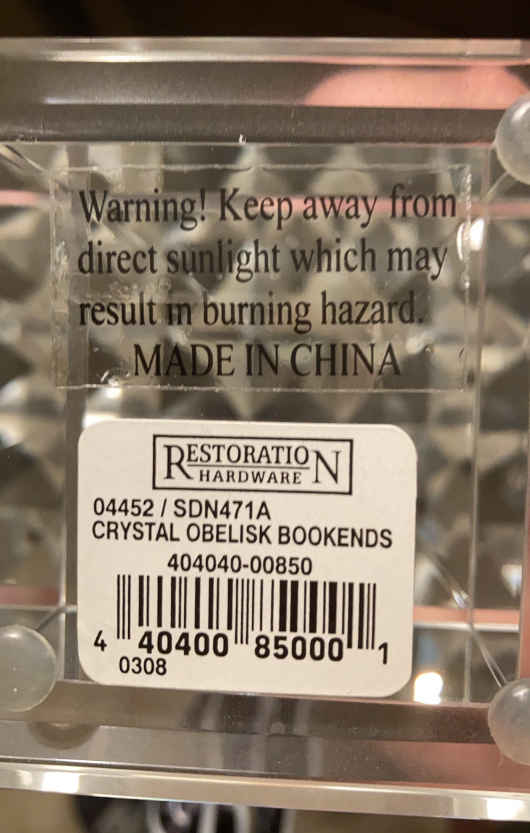 Warning! Keep away from
direct sunlight which may
result in burning hazard.
MADE IN CHINA
RESTORATION
HARDWARE
04452 / SDN471A
CRYSTAL OBELISK BOOKENDS
404040-00850
4 40400 85000 1
0308